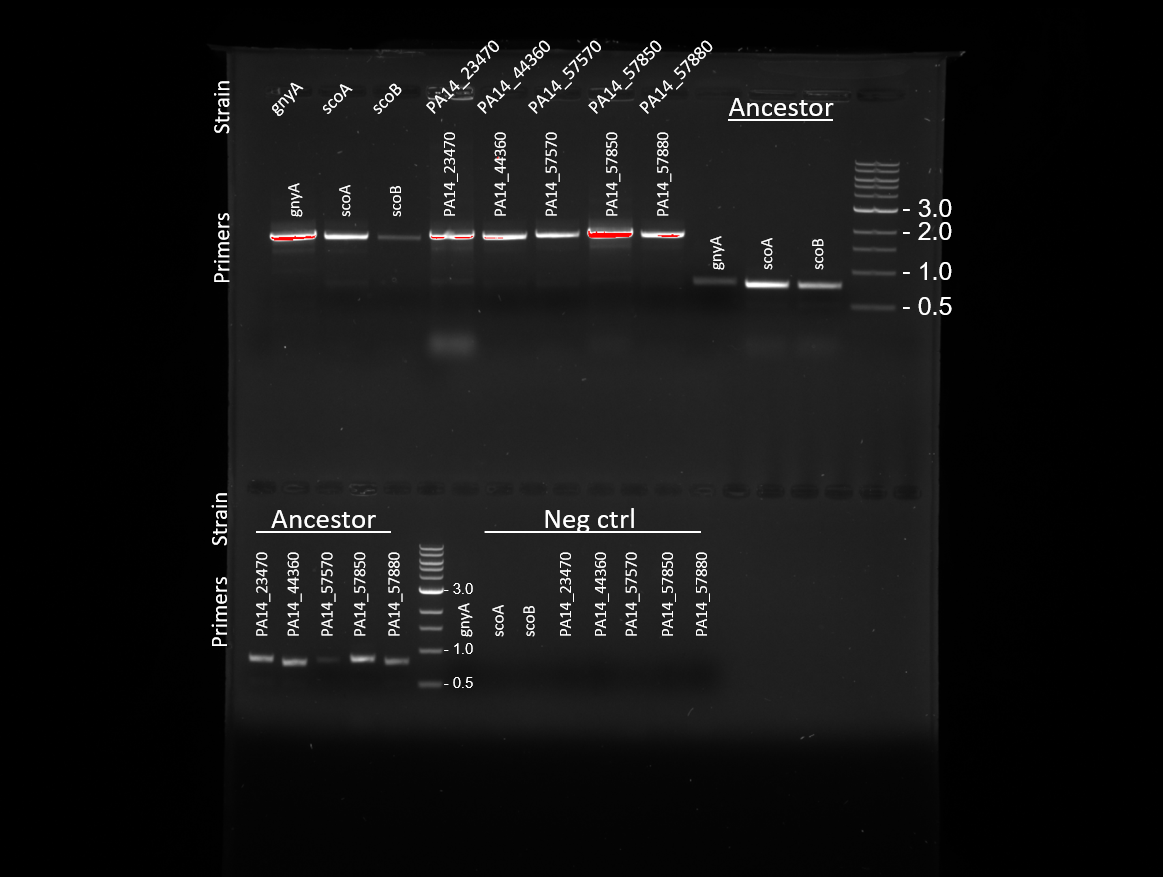 Strain
gnyA scoA scoB PA14_23470 PA14_44360 PA14_57570 PA14_57850 PA14_57880 Ancestor
Primers
gnyA scoA scoB PA14_23470 PA14_44360 PA14_57570 PA14_57850 PA14_57880 gnyA scoA scoB
- 3.0
- 2.0
- 1.0
- 0.5
Strain
Ancestor Neg ctrl
Primers
PA14_23470 PA14_44360 PA14_57570 PA14_57850 PA14_57880 gnyA scoA scoB PA14_23470 PA14_44360 PA14_57570 PA14_57850 PA14_57880
- 3.0
- 1.0
- 0.5